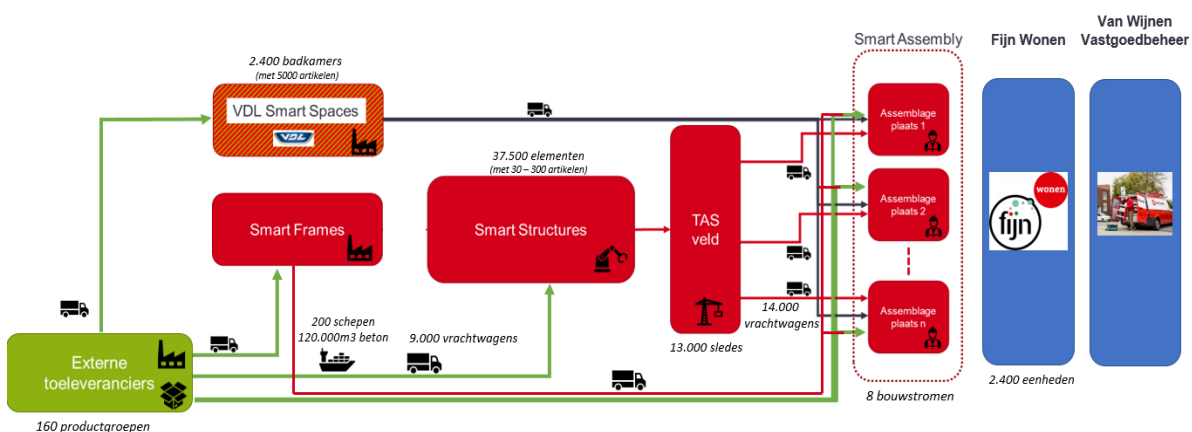 Smart Assembly
Fijn Wonen
Van Wijnen
Vastgoedbeheer
2.400 badkamers
(met 5000 artikelen)
VDL Smart Spaces
VDL
37.500 elementen
(met 30 – 300 artikelen)
Smart Frames
Smart Structures
TAS
veld
Assemblage
plaats 1
Assemblage
plaats 2
Assemblage
plaats n
wonen
fijn
200 schepen
120.000m3 beton
9.000 vrachtwagens
14.000
vrachtwagens
13.000 sledes
Externe
toeleveranciers
160 productgroepen
8 bouwstromen
2.400 eenheden